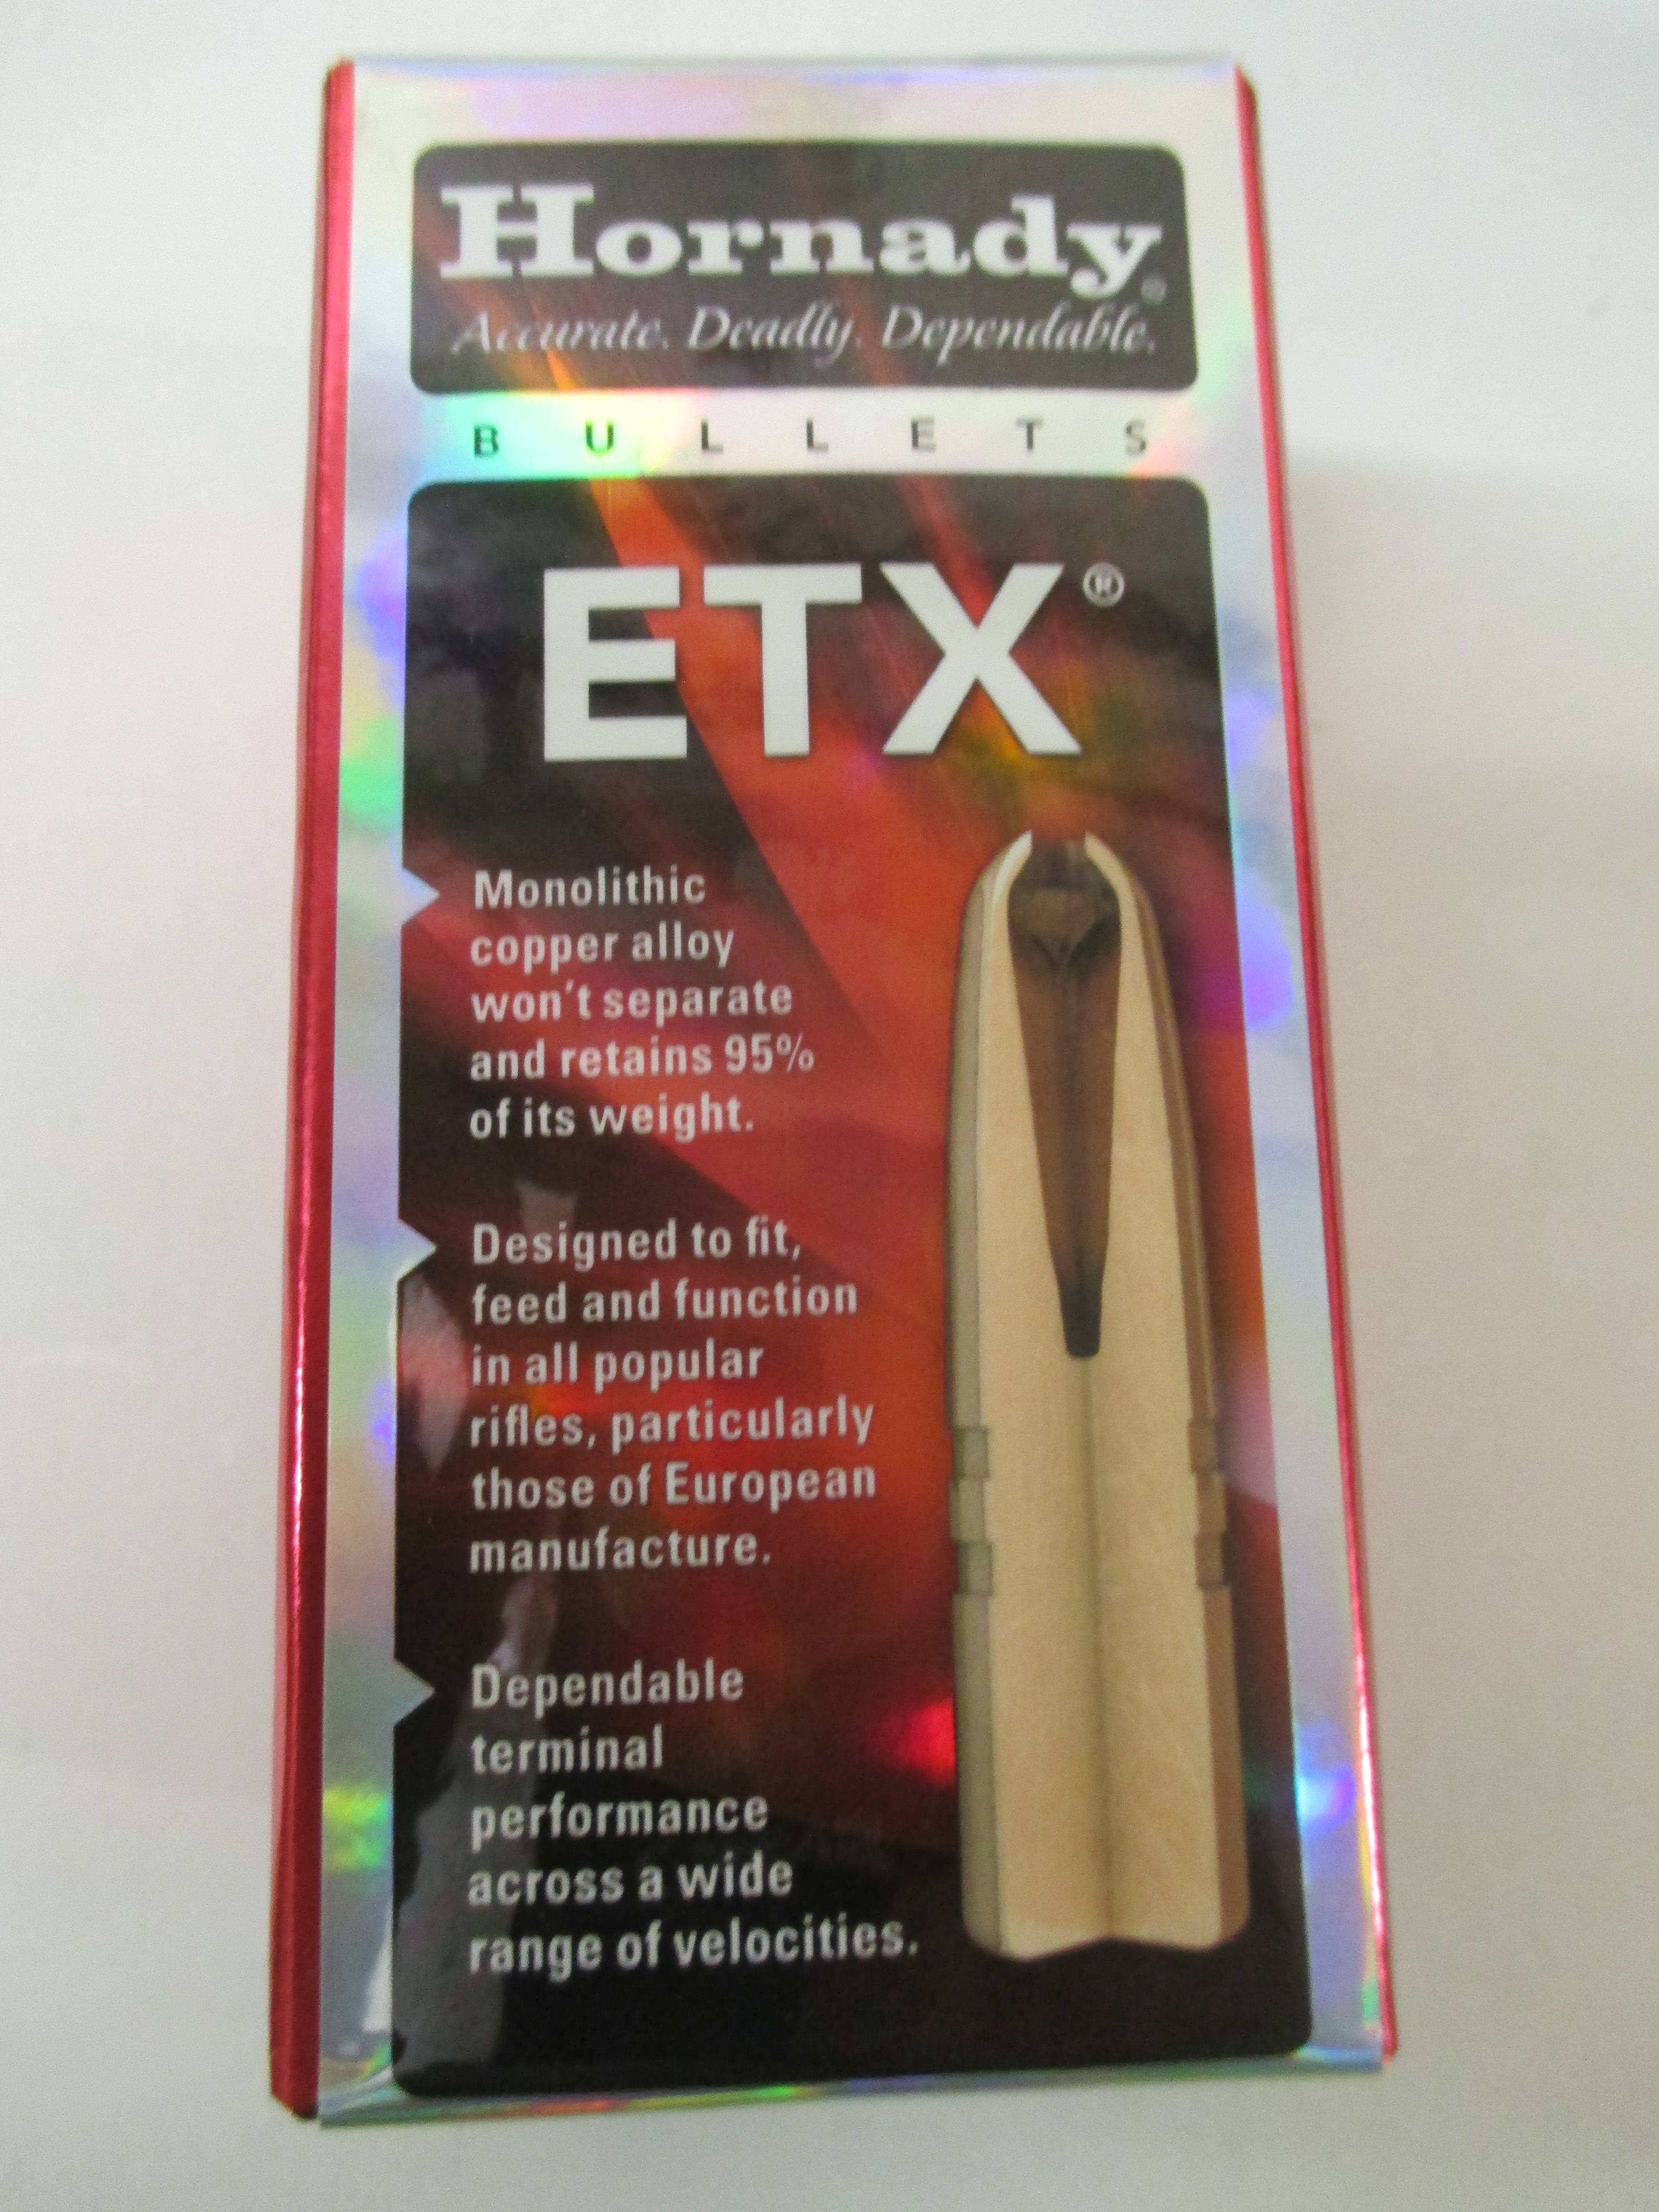 Hornady®
Accurate. Deadly. Dependable.
BULLETS
ETX®
Monolithic
copper alloy
won't separate
and retains 95%
of its weight.
Designed to fit,
feed and function
in all popular
rifles, particularly
those of European
manufacture.
Dependable
terminal
performance
across a wide
range of velocities.